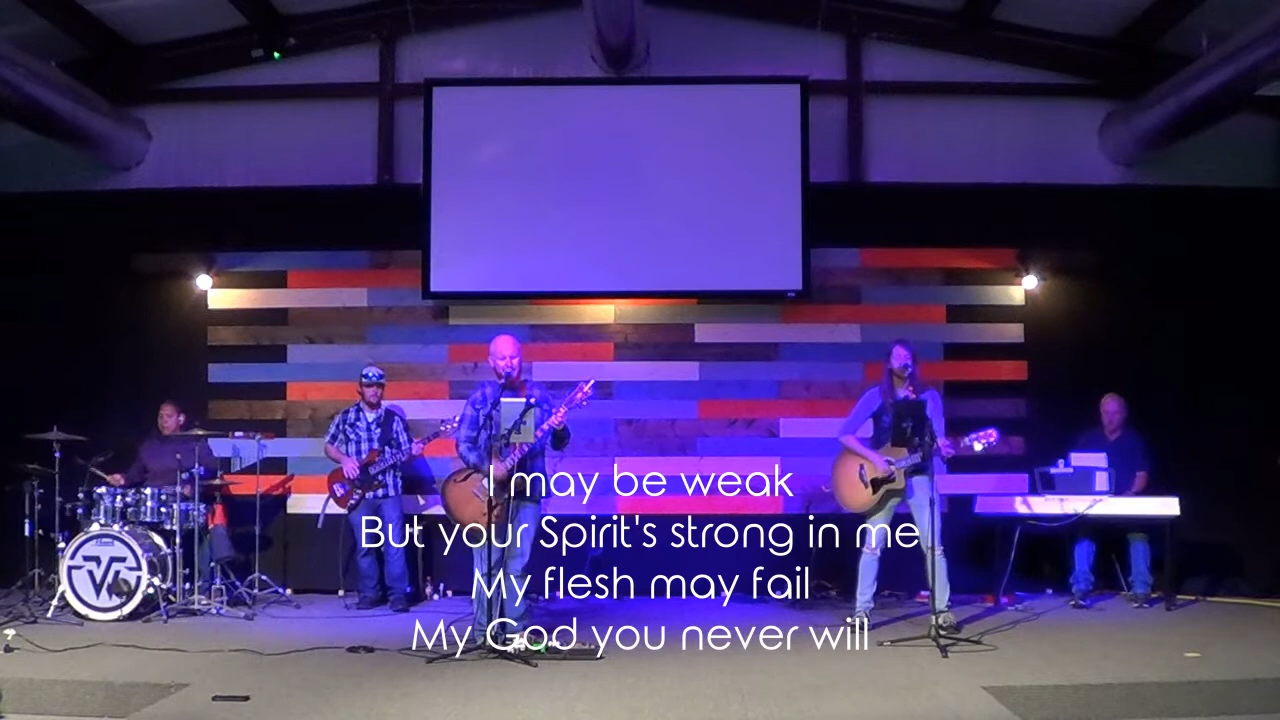 I may be weak
But your Spirit's strong in me
My flesh may fail
My God you never will